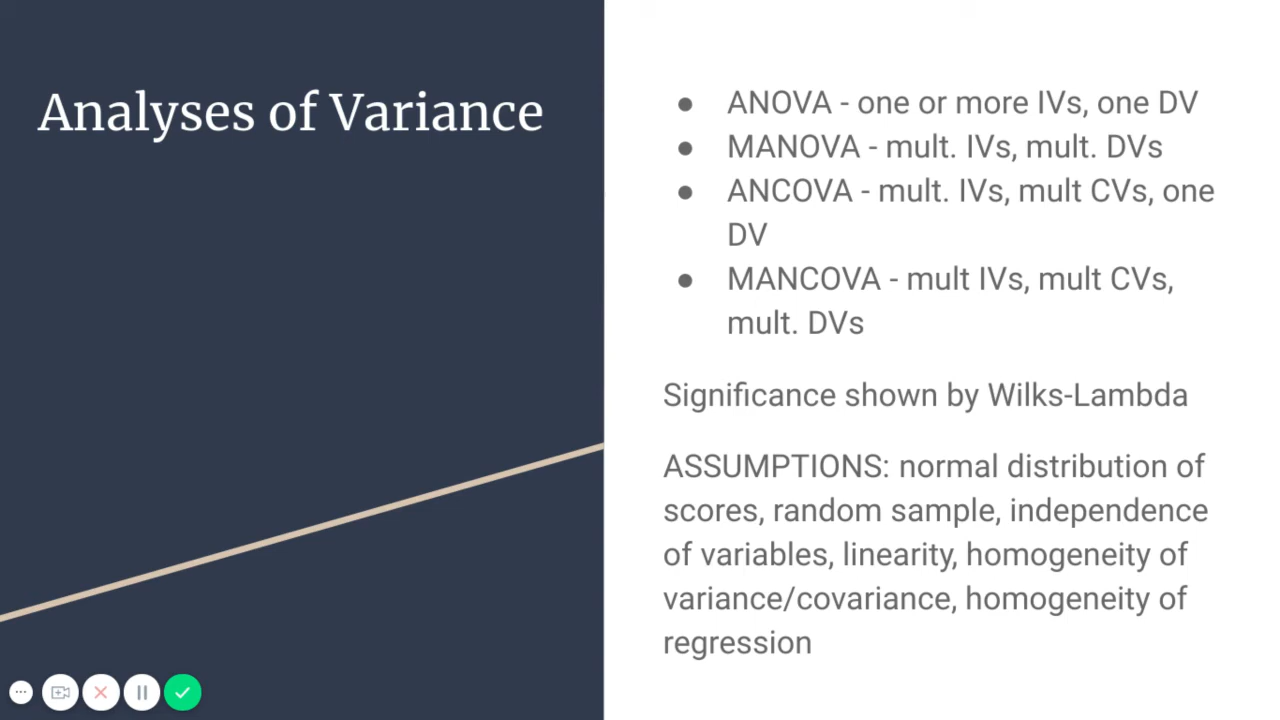 Analyses of Variance
● ANOVA - one or more IVs, one DV
● MANOVA - mult. IVs, mult. DVs
● ANCOVA - mult. IVs, mult CVs, one
DV
● MANCOVA - mult IVs, mult CVs,
mult. DVs
Significance shown by Wilks-Lambda
ASSUMPTIONS: normal distribution of
scores, random sample, independence
of variables, linearity, homogeneity of
variance/covariance, homogeneity of
regression